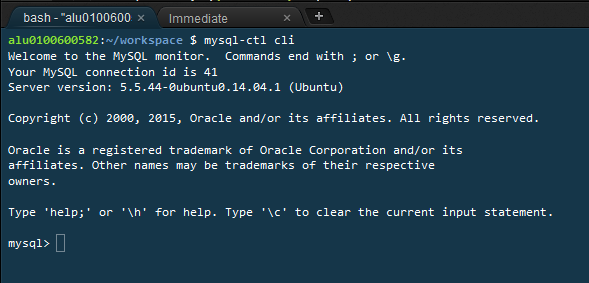 bash - "alu0100600 × Immediate × +
alu0100600582:~/workspace $ mysql-ctl cli
Welcome to the MySQL monitor.  Commands end with ; or \g.
Your MySQL connection id is 41
Server version: 5.5.44-0ubuntu0.14.04.1 (Ubuntu)
Copyright (c) 2000, 2015, Oracle and/or its affiliates. All rights reserved.
Oracle is a registered trademark of Oracle Corporation and/or its
affiliates. Other names may be trademarks of their respective
owners.
Type 'help;' or '\h' for help. Type '\c' to clear the current input statement.
mysql>